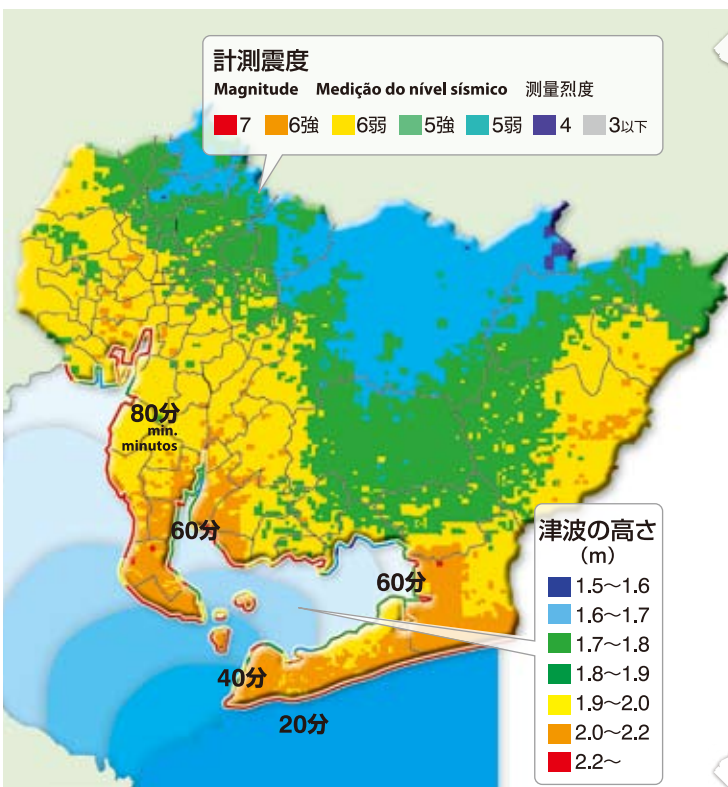 計測震度
Magnitude Medição do nível sísmico 测量烈度
7 6強 6弱 5強 5弱 4 3以下
80分
min.
minutos
60分
60分
40分
20分
津波の高さ
(m)
1.5~1.6
1.6~1.7
1.7~1.8
1.8~1.9
1.9~2.0
2.0~2.2
2.2~